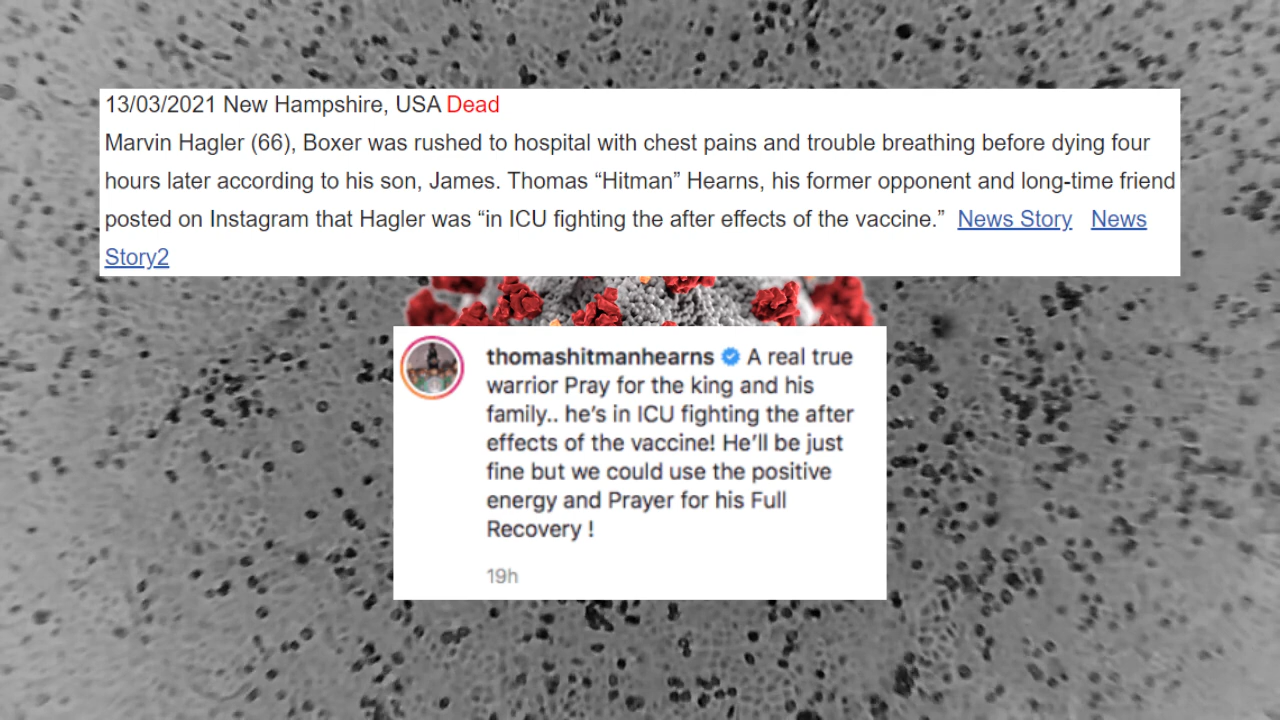 13/03/2021 New Hampshire, USA Dead
Marvin Hagler (66), Boxer was rushed to hospital with chest pains and trouble breathing before dying four
hours later according to his son, James. Thomas “Hitman” Hearns, his former opponent and long-time friend
posted on Instagram that Hagler was “in ICU fighting the after effects of the vaccine.” News Story News
Story2
thomashitmanhearns A real true
warrior Pray for the king and his
family.. he’s in ICU fighting the after
effects of the vaccine! He’ll be just
fine but we could use the positive
energy and Prayer for his Full
Recovery !
19h